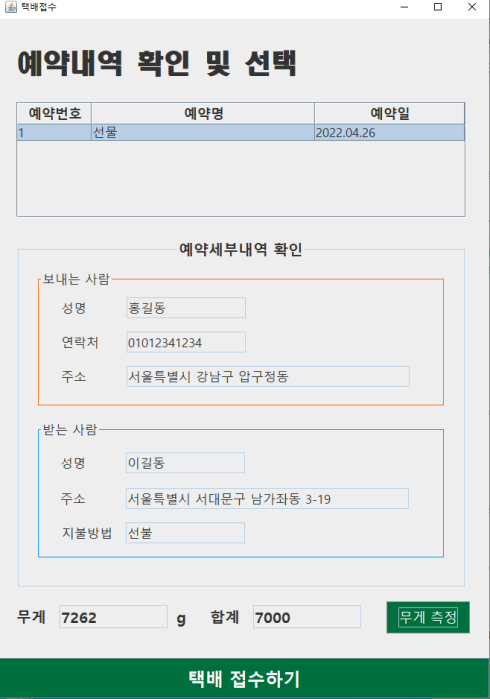 택배접수
예약내역 확인 및 선택
예약번호 예약명 예약일
1 선물 2022.04.26
예약세부내역 확인
보내는 사람
성명 홍길동
연락처 01012341234
주소 서울특별시 강남구 압구정동
받는 사람
성명 이길동
주소 서울특별시 서대문구 남가좌동 3-19
지불방법 선불
무게 7262 g 합계 7000 무게 측정
택배 접수하기